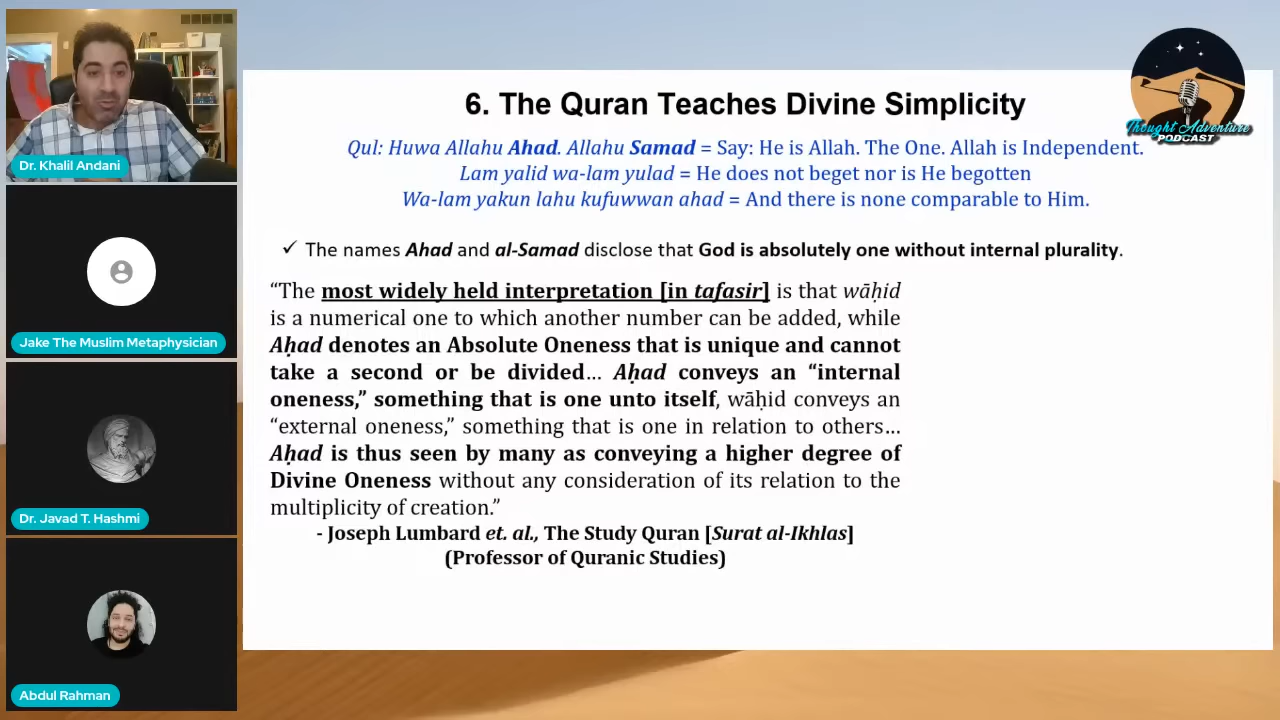 Dr. Khalil Andani
Jake The Muslim Metaphysician
Dr. Javad T. Hashmi
Abdul Rahman
Thought Adventure
PODCAST
6. The Quran Teaches Divine Simplicity
Qul: Huwa Allahu Ahad. Allahu Samad = Say: He is Allah. The One. Allah is Independent.
Lam yalid wa-lam yulad = He does not beget nor is He begotten
Wa-lam yakun lahu kufuwwan ahad = And there is none comparable to Him.
✓ The names Ahad and al-Samad disclose that God is absolutely one without internal plurality.
“The most widely held interpretation [in tafasir] is that wāḥid
is a numerical one to which another number can be added, while
Aḥad denotes an Absolute Oneness that is unique and cannot
take a second or be divided… Aḥad conveys an “internal
oneness,” something that is one unto itself, wāḥid conveys an
“external oneness,” something that is one in relation to others…
Aḥad is thus seen by many as conveying a higher degree of
Divine Oneness without any consideration of its relation to the
multiplicity of creation.”
- Joseph Lumbard et. al., The Study Quran [Surat al-Ikhlas]
(Professor of Quranic Studies)